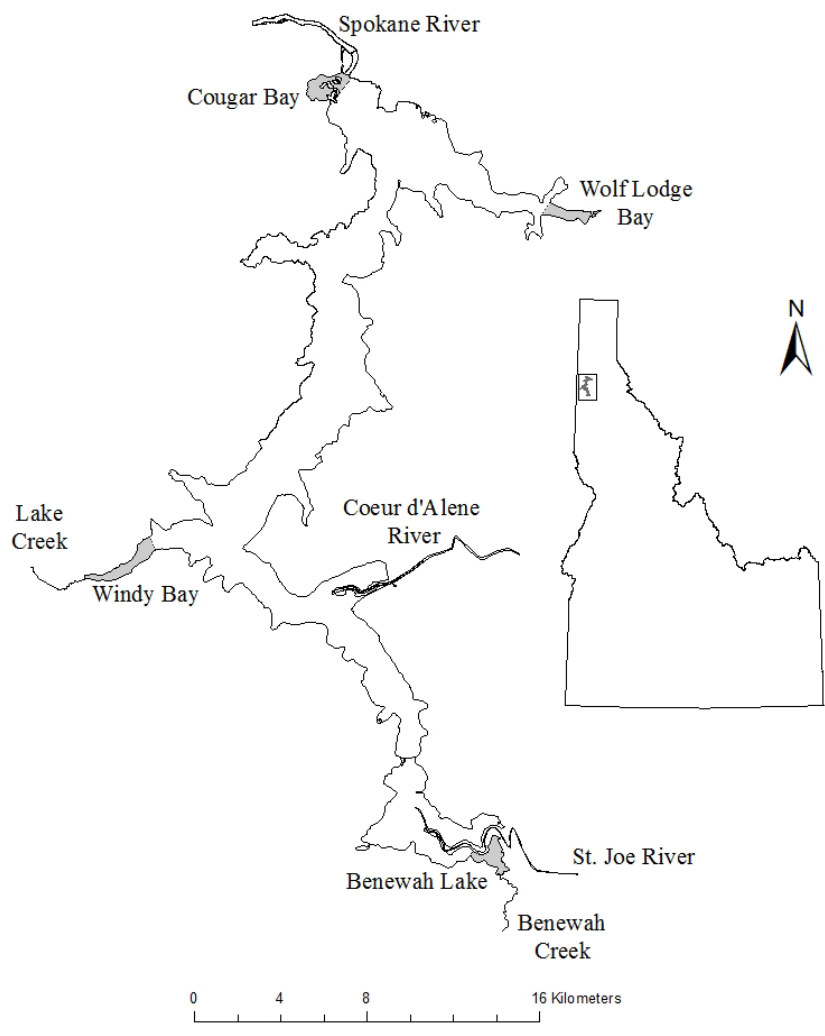 Spokane River
Cougar Bay
Wolf Lodge
Bay
N
Coeur d'Alene
River
Lake
Creek
Windy Bay
St. Joe River
Benewah Lake
Benewah
Creek
0 4 8 16 Kilometers